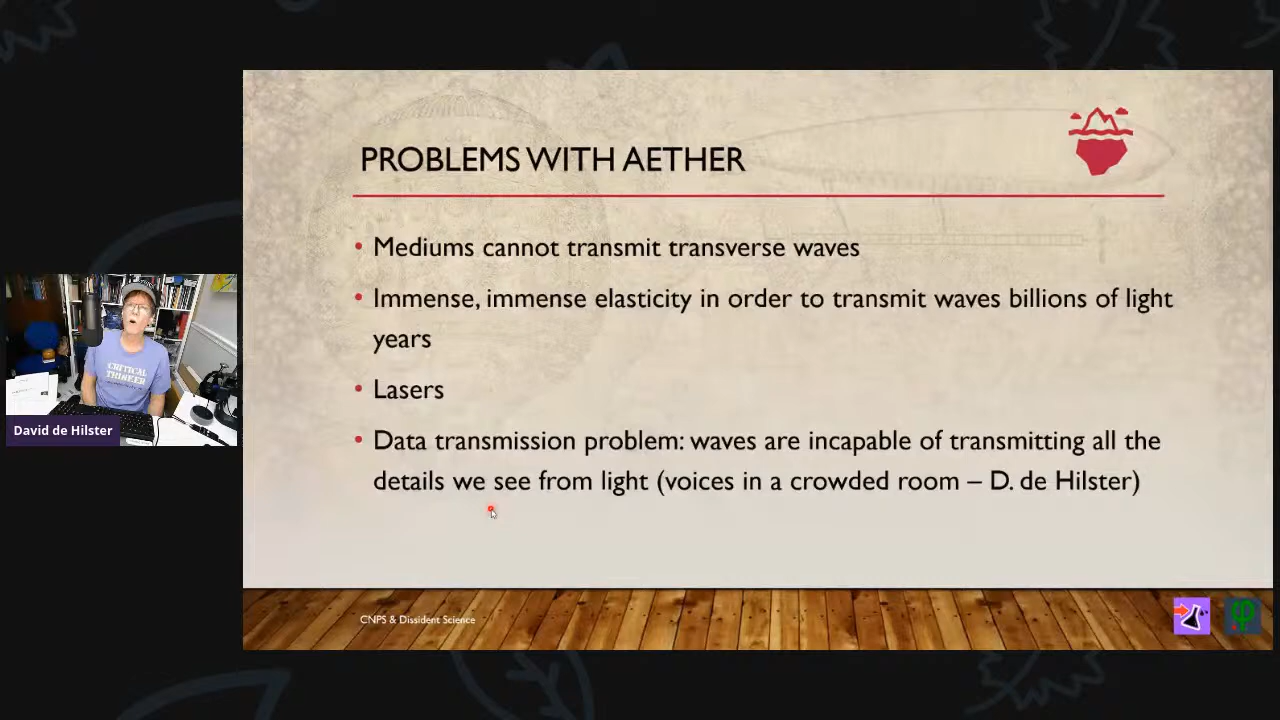 PROBLEMS WITH AETHER
• Mediums cannot transmit transverse waves
• Immense, immense elasticity in order to transmit waves billions of light
years
• Lasers
• Data transmission problem: waves are incapable of transmitting all the
details we see from light (voices in a crowded room – D. de Hilster)
CRITICAL
THINKER
David de Hilster
CNPS & Dissident Science